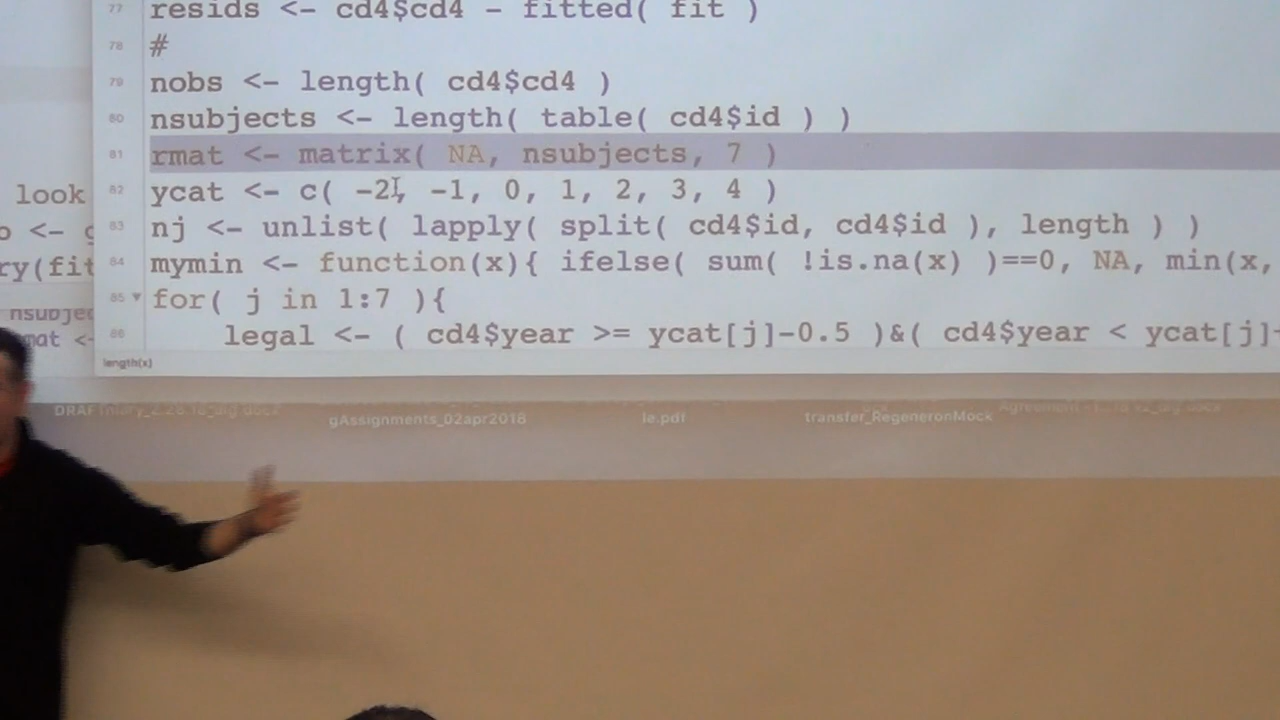 77 resids <- cd4$cd4 - fitted( fit )
78 #
79 nobs <- length( cd4$cd4 )
80 nsubjects <- length( table( cd4$id ) )
81 rmat <- matrix( NA, nsubjects, 7 )
82 ycat <- c( -2, -1, 0, 1, 2, 3, 4 )
83 nj <- unlist( lapply( split( cd4$id, cd4$id ), length ) )
84 mymin <- function(x){ ifelse( sum( !is.na(x) )==0, NA, min(x,
85 for( j in 1:7 ){
86 legal <- ( cd4$year >= ycat[j]-0.5 )&( cd4$year < ycat[j]
length(x)
look
<-
ry(fit
nsubjec
mat <-
gAssignments_02apr2018
le.pdf
transfer_RegeneronMock